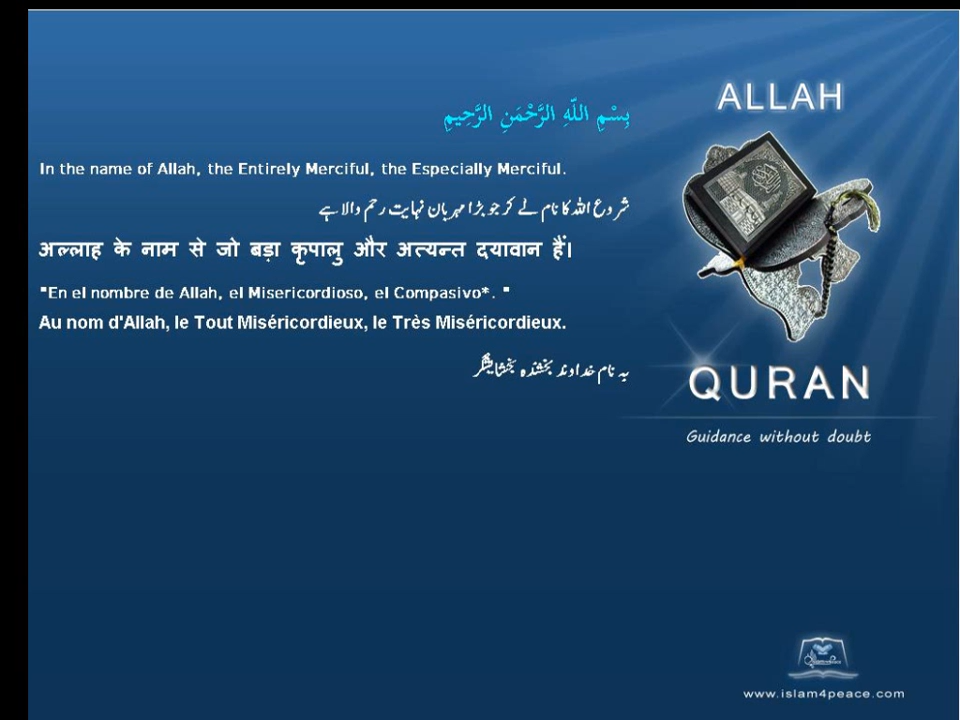 بِسْمِ اللَّهِ الرَّحْمَنِ الرَّحِيمِ
In the name of Allah, the Entirely Merciful, the Especially Merciful.
شروع اللہ کا نام لے کر جو بڑا مہربان نہایت رحم والا ہے
अल्लाह के नाम से जो बड़ा कृपालु और अत्यन्त दयावान हैं।
"En el nombre de Allah, el Misericordioso, el Compasivo*. "
Au nom d'Allah, le Tout Miséricordieux, le Très Miséricordieux.
به نام خداوند بخشنده بخشایشگر
ALLAH
QURAN
Guidance without doubt
www.islam4peace.com